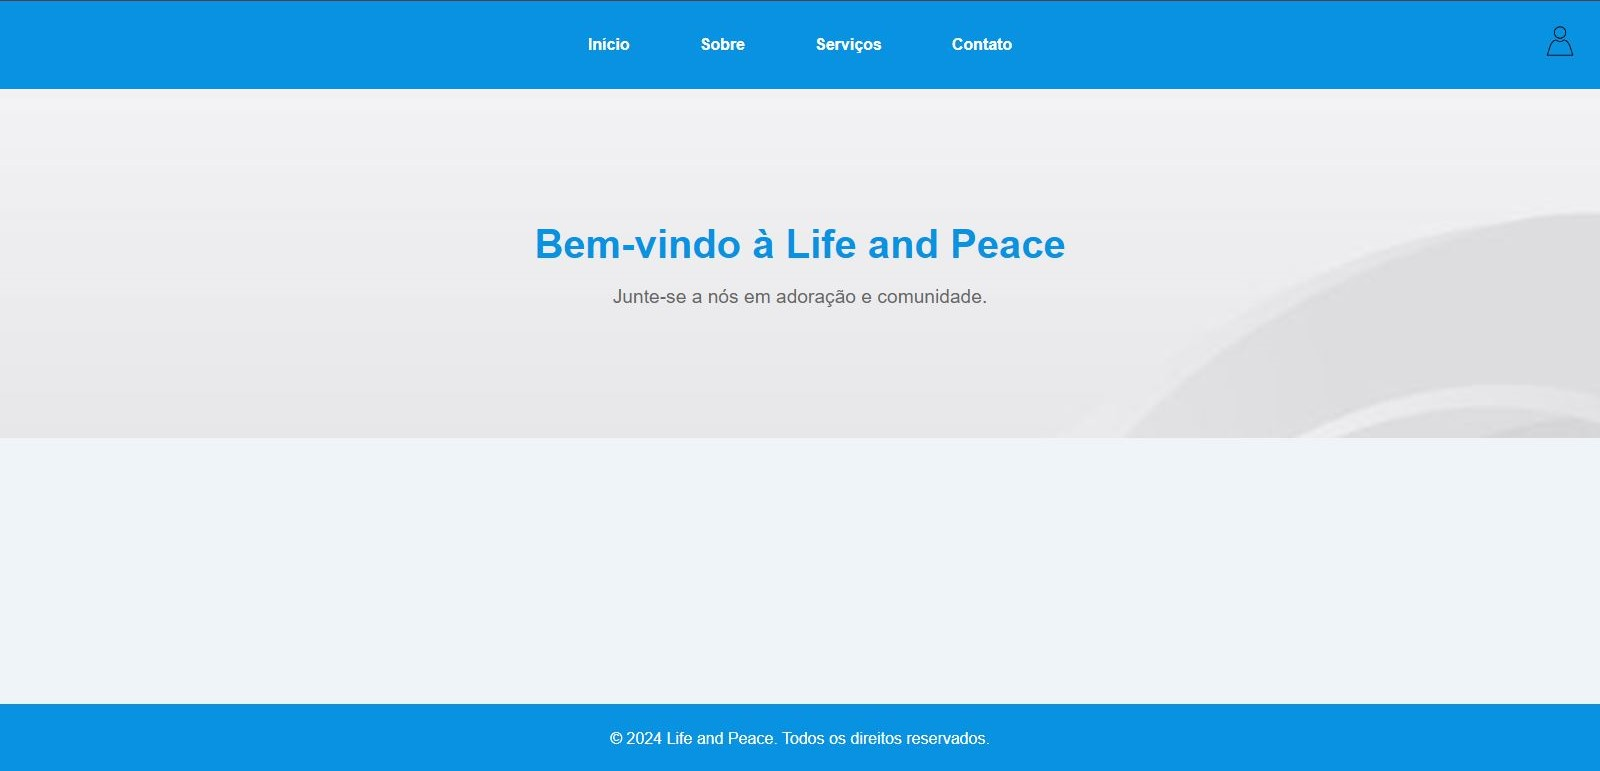 Início Sobre Serviços Contato
Bem-vindo à Life and Peace
Junte-se a nós em adoração e comunidade.
© 2024 Life and Peace. Todos os direitos reservados.